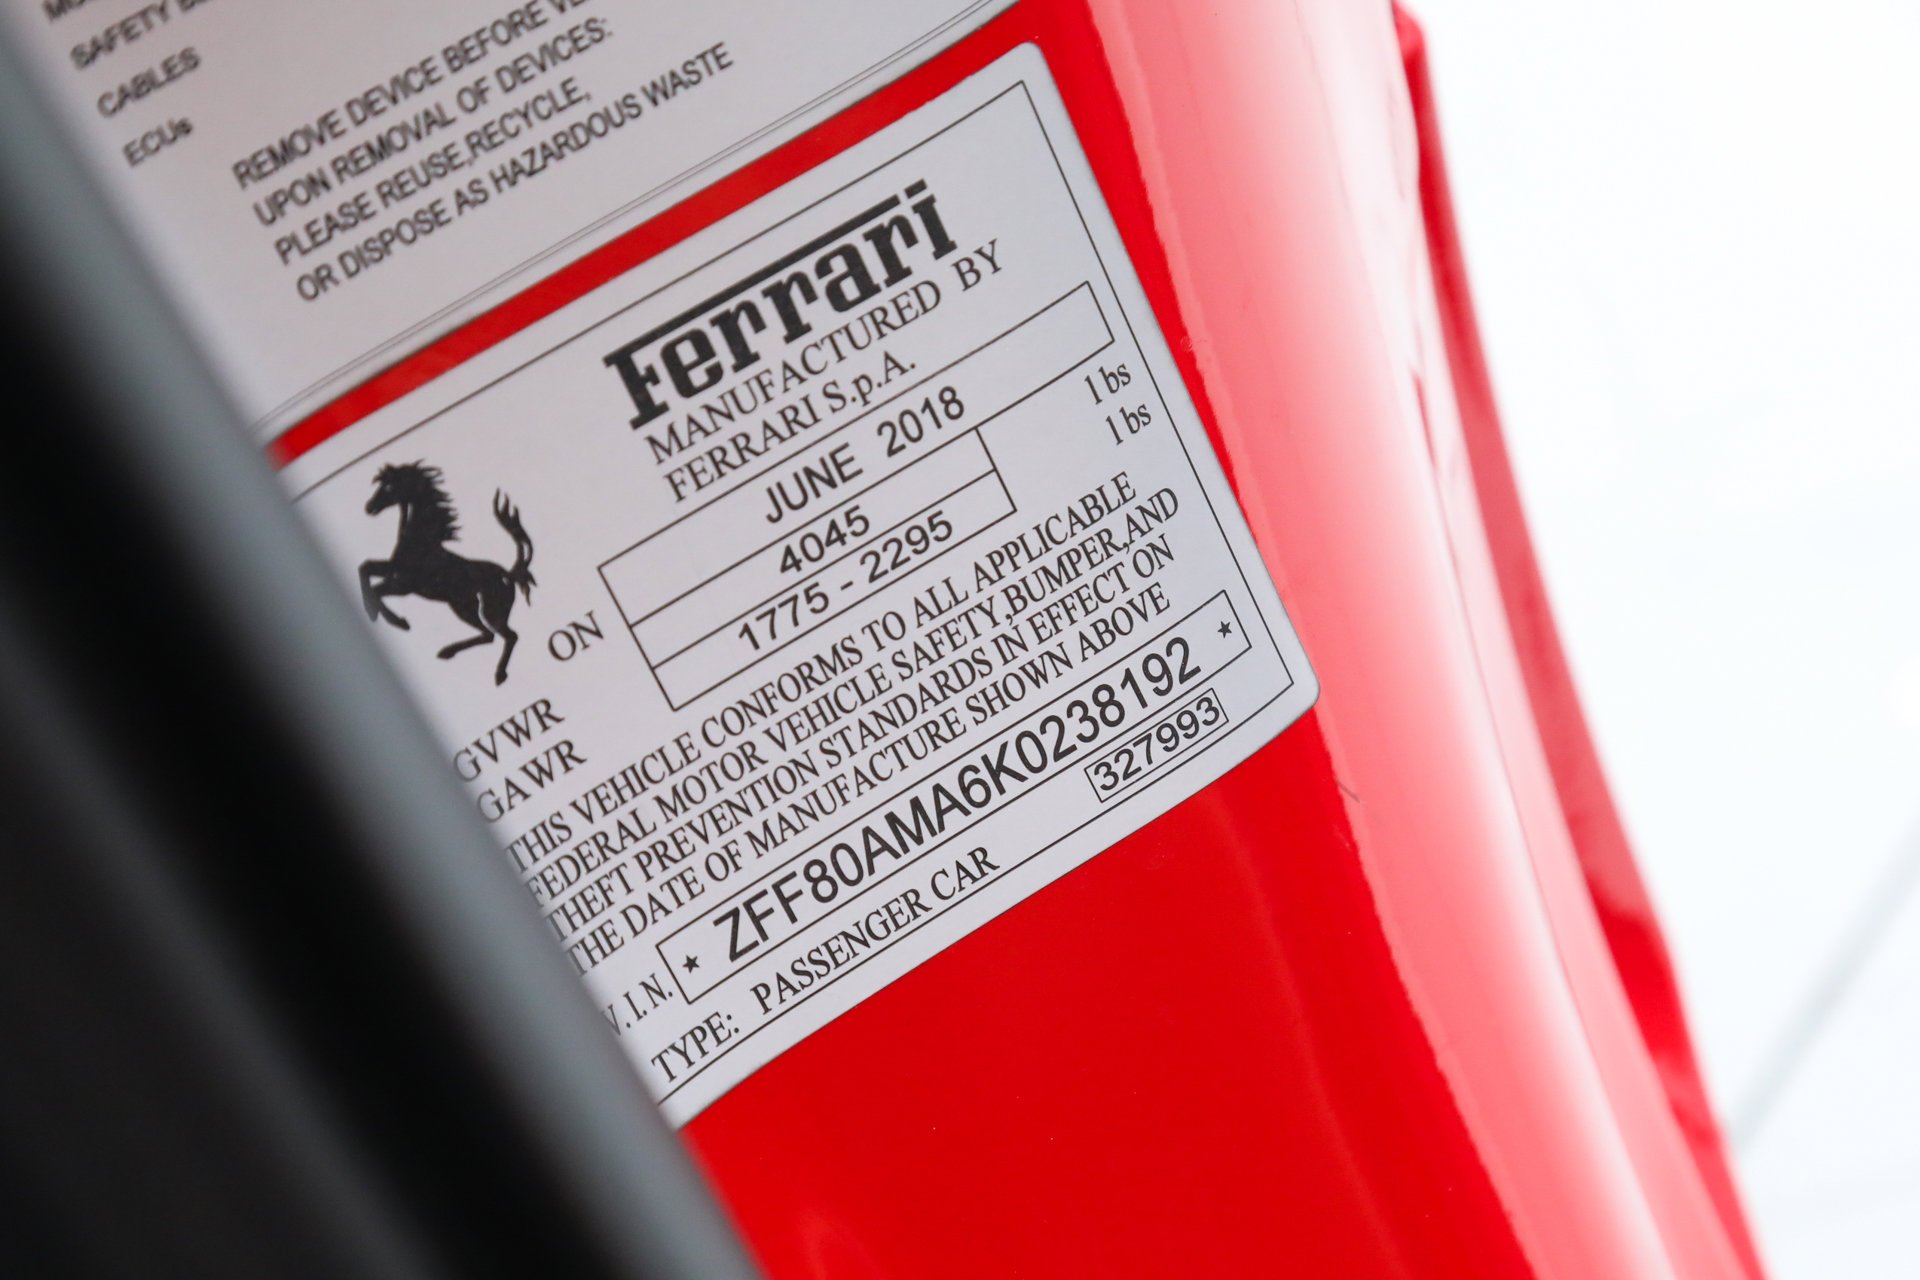 SAFETY
CABLES
ECUs
REMOVE DEVICE BEFORE
UPON REMOVAL OF DEVICES:
PLEASE REUSE,RECYCLE,
OR DISPOSE AS HAZARDOUS WASTE
Ferrari
MANUFACTURED BY
FERRARI S.p.A.
ON JUNE 2018
GVWR 4045 lbs
GAWR 1775 - 2295 lbs
THIS VEHICLE CONFORMS TO ALL APPLICABLE
FEDERAL MOTOR VEHICLE SAFETY,BUMPER,AND
THEFT PREVENTION STANDARDS IN EFFECT ON
THE DATE OF MANUFACTURE SHOWN ABOVE
V.I.N. ★ ZFF80AMA6K0238192 ★
TYPE: PASSENGER CAR 327993